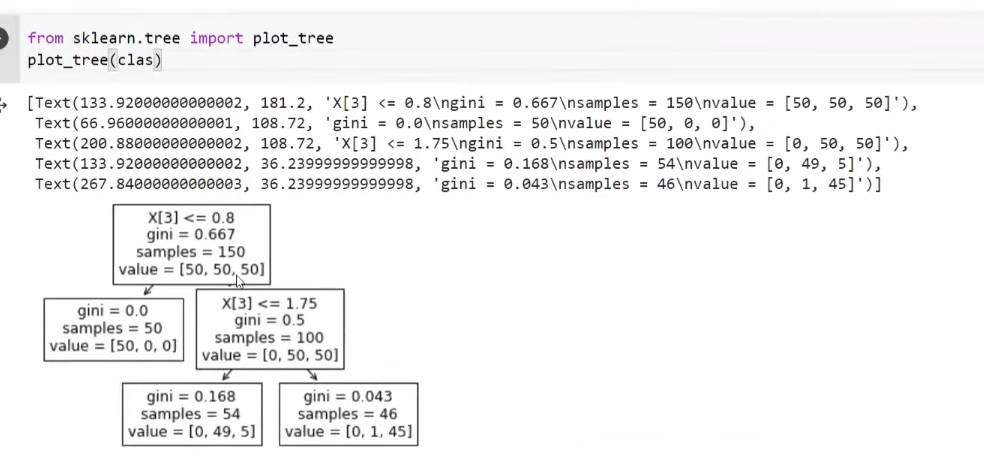 from sklearn.tree import plot_tree
plot_tree(clas)
[Text(133.92000000000002, 181.2, 'X[3] <= 0.8\ngini = 0.667\nsamples = 150\nvalue = [50, 50, 50]'),
Text(66.96000000000001, 108.72, 'gini = 0.0\nsamples = 50\nvalue = [50, 0, 0]'),
Text(200.88000000000002, 108.72, 'X[3] <= 1.75\ngini = 0.5\nsamples = 100\nvalue = [0, 50, 50]'),
Text(133.92000000000002, 36.23999999999998, 'gini = 0.168\nsamples = 54\nvalue = [0, 49, 5]'),
Text(267.84000000000003, 36.23999999999998, 'gini = 0.043\nsamples = 46\nvalue = [0, 1, 45]')]
X[3] <= 0.8
gini = 0.667
samples = 150
value = [50, 50, 50]
gini = 0.0
samples = 50
value = [50, 0, 0]
X[3] <= 1.75
gini = 0.5
samples = 100
value = [0, 50, 50]
gini = 0.168
samples = 54
value = [0, 49, 5]
gini = 0.043
samples = 46
value = [0, 1, 45]